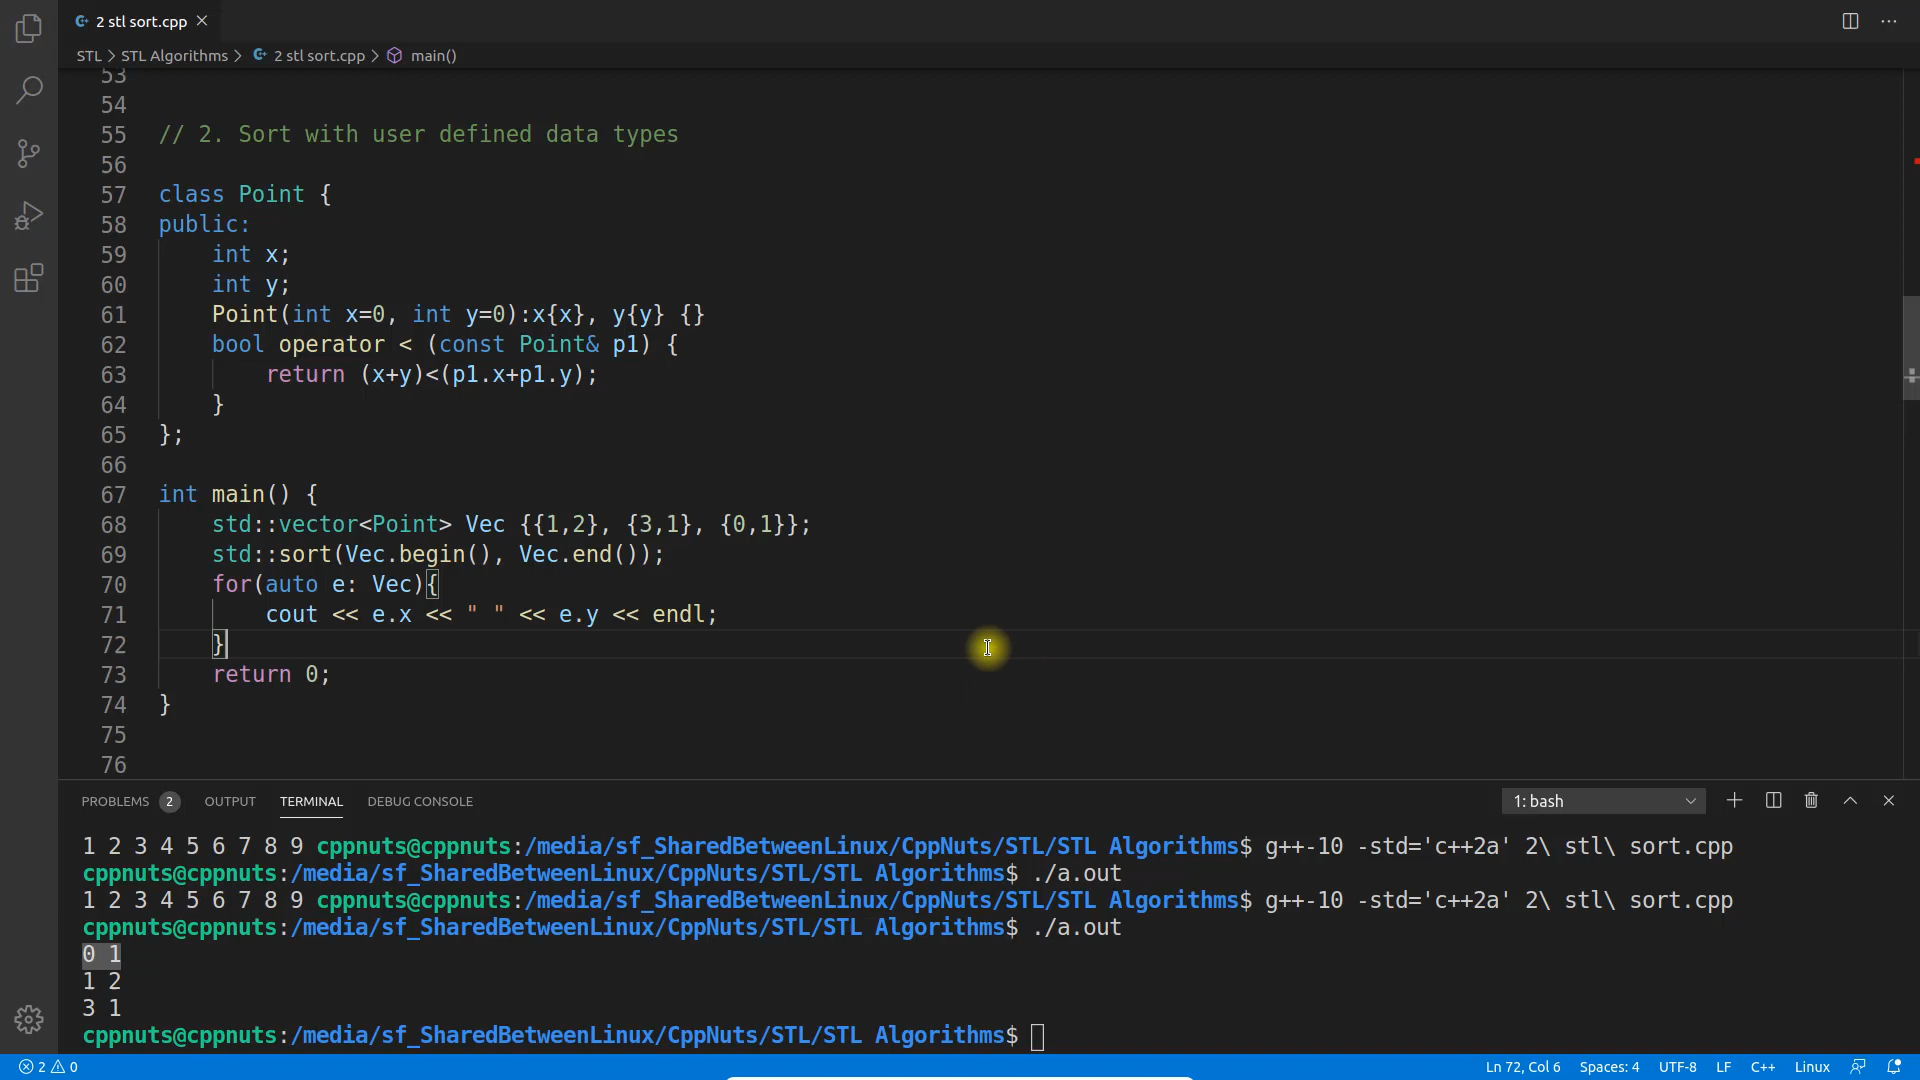 2 stl sort.cpp
STL > STL Algorithms > 2 stl sort.cpp > main()
53
54
55 // 2. Sort with user defined data types
56
57 class Point {
58 public:
59 int x;
60 int y;
61 Point(int x=0, int y=0):x{x}, y{y} {}
62 bool operator < (const Point& p1) {
63 return (x+y)<(p1.x+p1.y);
64 }
65 };
66
67 int main() {
68 std::vector<Point> Vec {{1,2}, {3,1}, {0,1}};
69 std::sort(Vec.begin(), Vec.end());
70 for(auto e: Vec){
71 cout << e.x << " " << e.y << endl;
72 }
73 return 0;
74 }
75
76
PROBLEMS 2 OUTPUT TERMINAL DEBUG CONSOLE 1: bash
1 2 3 4 5 6 7 8 9 cppnuts@cppnuts:/media/sf_SharedBetweenLinux/CppNuts/STL/STL Algorithms$ g++-10 -std='c++2a' 2\ stl\ sort.cpp
cppnuts@cppnuts:/media/sf_SharedBetweenLinux/CppNuts/STL/STL Algorithms$ ./a.out
1 2 3 4 5 6 7 8 9 cppnuts@cppnuts:/media/sf_SharedBetweenLinux/CppNuts/STL/STL Algorithms$ g++-10 -std='c++2a' 2\ stl\ sort.cpp
cppnuts@cppnuts:/media/sf_SharedBetweenLinux/CppNuts/STL/STL Algorithms$ ./a.out
0 1
1 2
3 1
cppnuts@cppnuts:/media/sf_SharedBetweenLinux/CppNuts/STL/STL Algorithms$
2 0 Ln 72, Col 6 Spaces: 4 UTF-8 LF C++ Linux